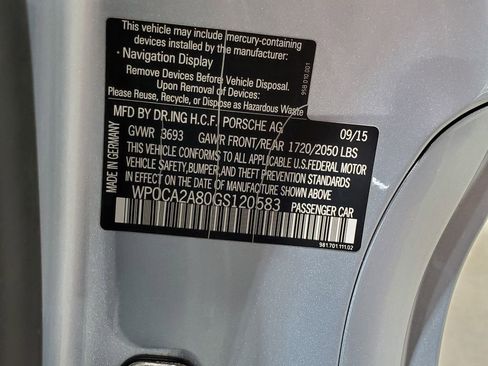 This vehicle may include mercury-containing
devices installed by the manufacturer:
• Navigation Display
Remove Devices Before Vehicle Disposal.
Upon Removal of Devices
Please Reuse, Recycle, or Dispose as Hazardous Waste
958 010 001
MADE IN GERMANY
MFD BY DR.ING H.C.F. PORSCHE AG 09/15
GVWR 3693 GAWR FRONT/REAR 1720/2050 LBS
THIS VEHICLE CONFORMS TO ALL APPLICABLE U.S.FEDERAL MOTOR
VEHICLE SAFETY,BUMPER,AND THEFT PREVENTION STANDARDS
IN EFFECT ON THE DATE OF MANUFACTURE SHOWN ABOVE.
WP0CA2A80GS120583 PASSENGER CAR
981.701.111.02